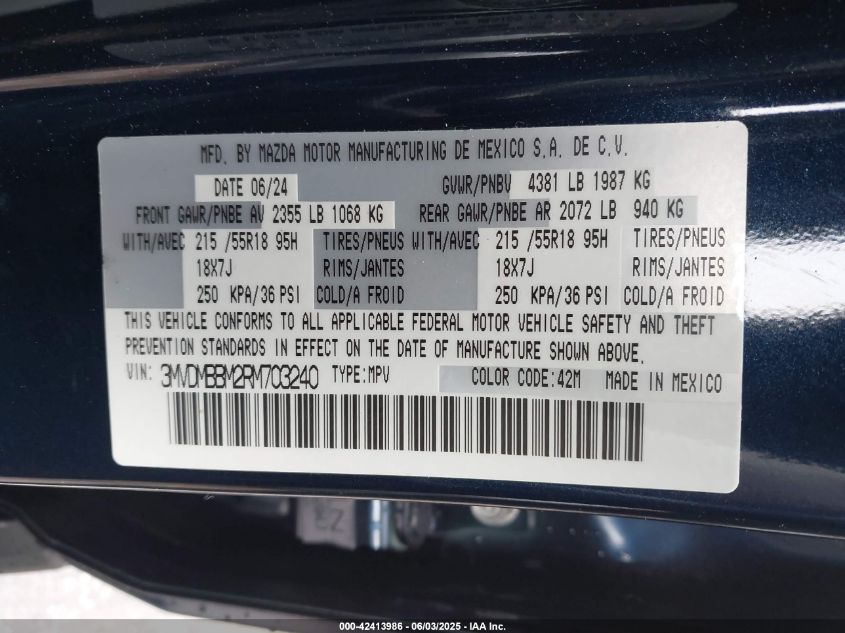 MFD. BY MAZDA MOTOR MANUFACTURING DE MEXICO S.A. DE C.V.
DATE 06/24 GVWR/PNBV 4381 LB 1987 KG
FRONT GAWR/PNBE AV 2355 LB 1068 KG REAR GAWR/PNBE AR 2072 LB 940 KG
WITH/AVEC 215 /55R18 95H TIRES/PNEUS WITH/AVEC 215 /55R18 95H TIRES/PNEUS
18X7J RIMS/JANTES 18X7J RIMS/JANTES
250 KPA/36 PSI COLD/A FROID 250 KPA/36 PSI COLD/A FROID
THIS VEHICLE CONFORMS TO ALL APPLICABLE FEDERAL MOTOR VEHICLE SAFETY AND THEFT
PREVENTION STANDARDS IN EFFECT ON THE DATE OF MANUFACTURE SHOWN ABOVE.
VIN: 3MVDMBBM2RM703240 TYPE:MPV COLOR CODE:42M MADE IN MEXICO
EZ
000-42413986 - 06/03/2025 - IAA Inc.